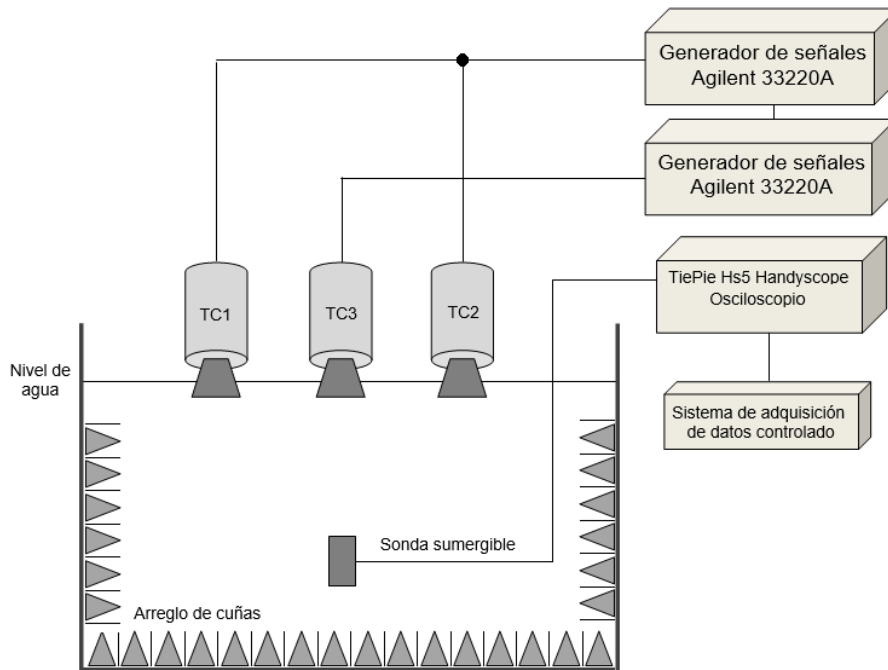 Generador de señales
Agilent 33220A
Generador de señales
Agilent 33220A
TiePie Hs5 Handyscope
Osciloscopio
TC1
TC3
TC2
Nivel de
agua
Sistema de adquisición
de datos controlado
Sonda sumergible
Arreglo de cuñas